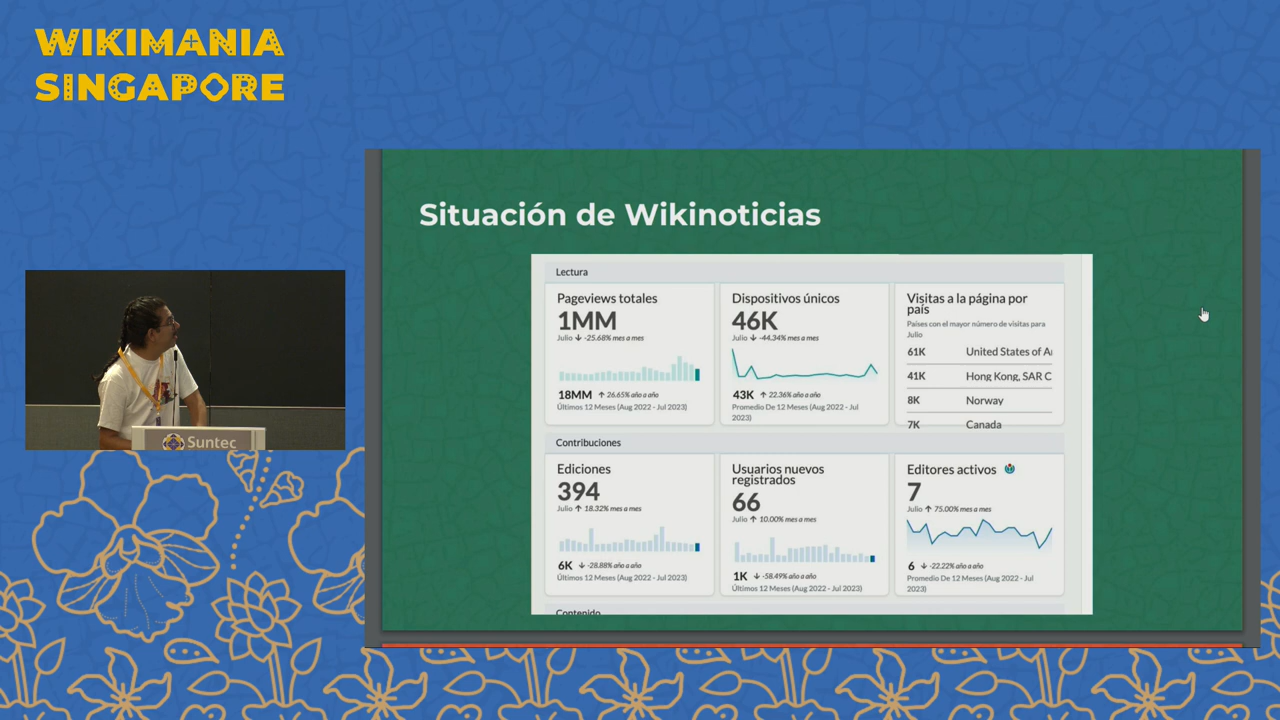 WIKIMANIA
SINGAPORE
Situación de Wikinoticias
Lectura
Pageviews totales
1MM
Julio ↓ -25.68% mes a mes
18MM ↑ 26.65% año a año
Últimos 12 Meses (Aug 2022 - Jul 2023)
Dispositivos únicos
46K
Julio ↓ -44.34% mes a mes
43K ↑ 22.36% año a año
Promedio De 12 Meses (Aug 2022 - Jul
2023)
Visitas a la página por
país
Países con el mayor número de visitas para
Julio
61K United States of
41K Hong Kong, SAR C
8K Norway
7K Canada
Contribuciones
Ediciones
394
Julio ↑ 18.32% mes a mes
6K ↓ -28.88% año a año
Últimos 12 Meses (Aug 2022 - Jul 2023)
Usuarios nuevos
registrados
66
Julio ↑ 10.00% mes a mes
1K ↓ -58.49% año a año
Últimos 12 Meses (Aug 2022 - Jul 2023)
Editores activos
7
Julio ↑ 75.00% mes a mes
6 ↓ -22.22% año a año
Promedio De 12 Meses (Aug 2022 - Jul
2023)
Contenido
Suntec